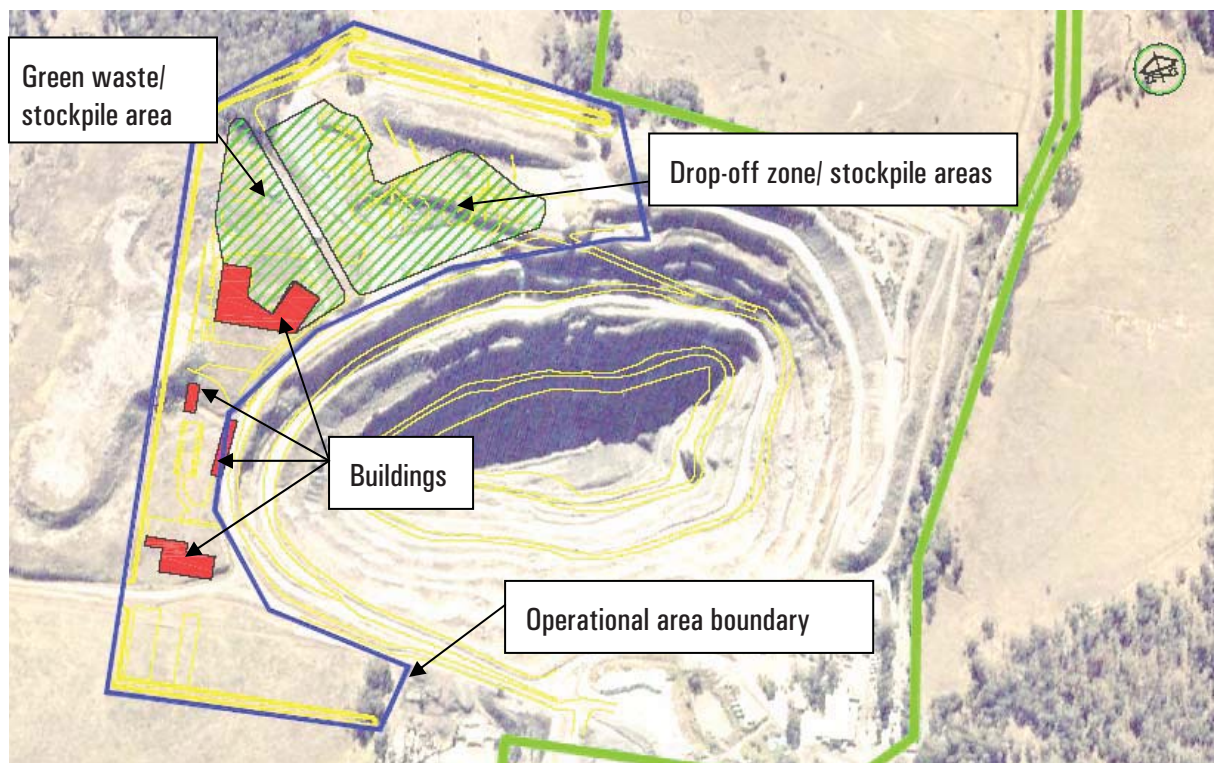 Green waste/
stockpile area
Drop-off zone/ stockpile areas
Buildings
Operational area boundary